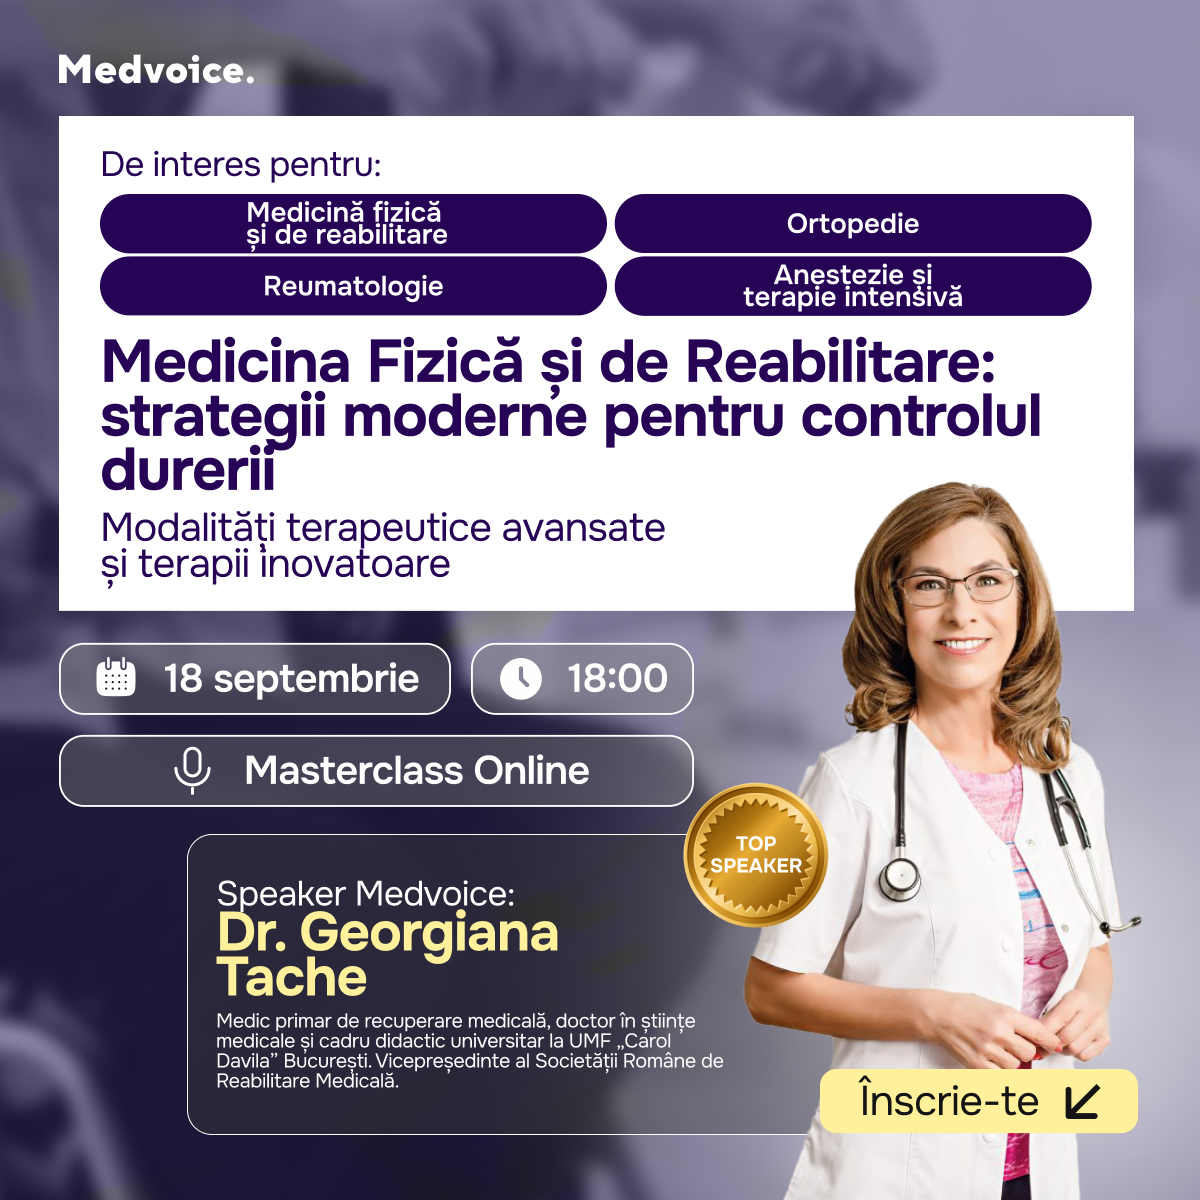 Medvoice.
De interes pentru:
Medicină fizică
și de reabilitare
Ortopedie
Reumatologie
Anestezie și
terapie intensivă
Medicina Fizică și de Reabilitare:
strategii moderne pentru controlul
durerii
Modalități terapeutice avansate
și terapii inovatoare
18 septembrie
18:00
Masterclass Online
TOP
SPEAKER
Speaker Medvoice:
Dr. Georgiana
Tache
Medic primar de recuperare medicală, doctor în științe
medicale și cadru didactic universitar la UMF „Carol
Davila” București. Vicepreședinte al Societății Române de
Reabilitare Medicală.
Înscrie-te